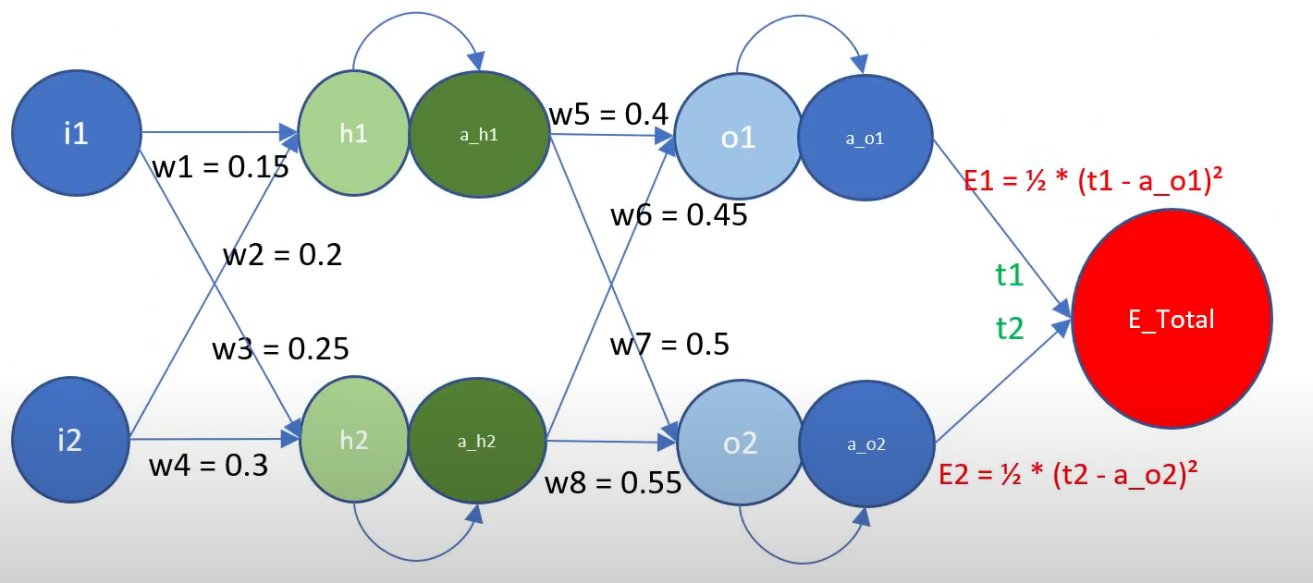 i1
w1 = 0.15
h1
a_h1
w5 = 0.4
o1
a_o1
E1 = ½ * (t1 - a_o1)²
w6 = 0.45
w2 = 0.2
t1
t2
E_Total
w3 = 0.25
w7 = 0.5
i2
w4 = 0.3
h2
a_h2
w8 = 0.55
o2
a_o2
E2 = ½ * (t2 - a_o2)²